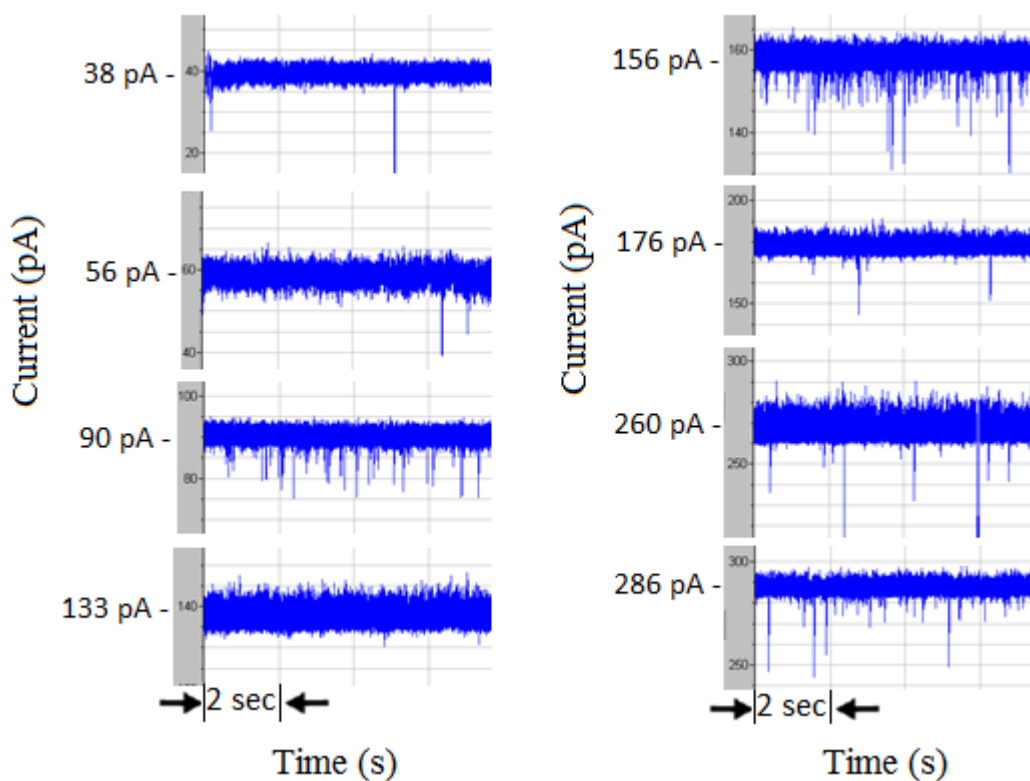 38 pA -
40
20
56 pA -
60
40
90 pA -
100
80
133 pA -
140
2 sec
Time (s)
Current (pA)
156 pA -
160
140
176 pA -
200
150
260 pA -
300
250
286 pA -
300
250
2 sec
Time (s)
Current (pA)